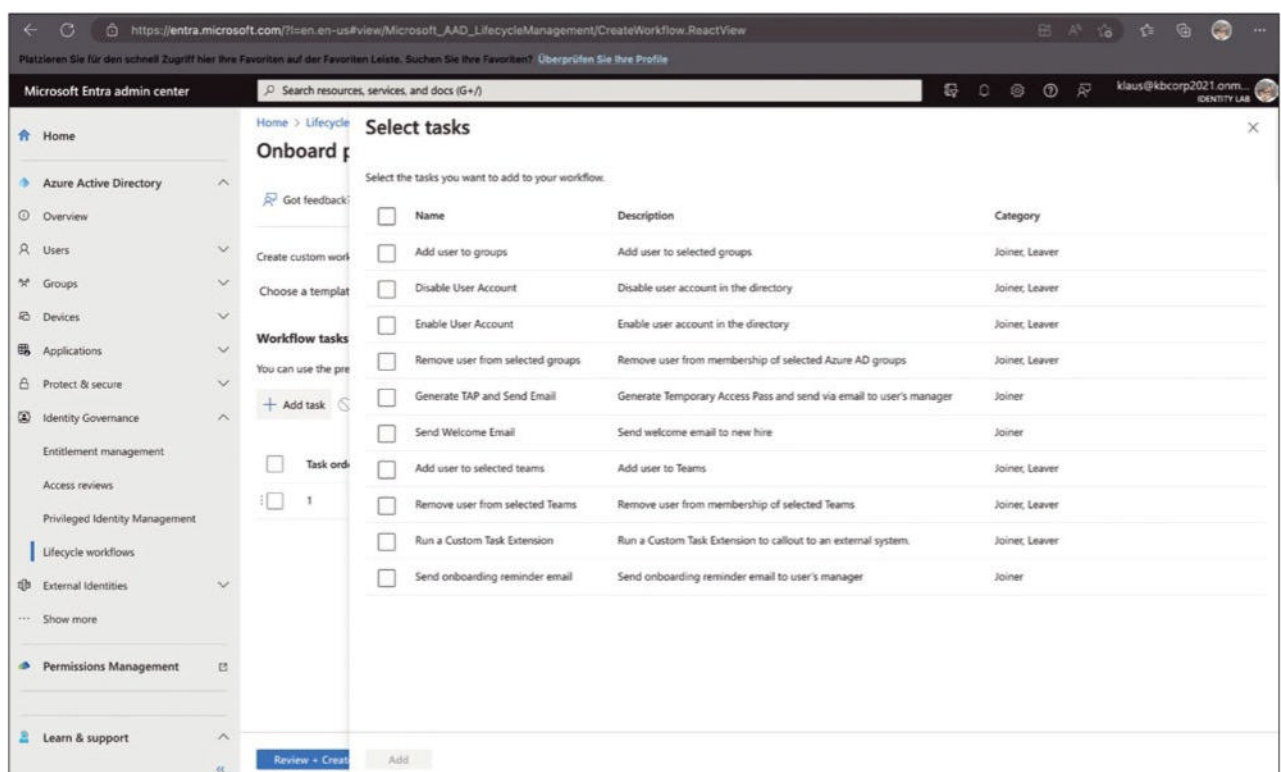 https://entra.microsoft.com/?l=en.en-us#view/Microsoft_AAD_LifecycleManagement/CreateWorkflow.ReactView
Platzieren Sie für den schnell Zugriff hier Ihre Favoriten auf der Favoriten Leiste. Suchen Sie Ihre Favoriten? Überprüfen Sie Ihre Profile
Microsoft Entra admin center
Search resources, services, and docs (G+/)
klaus@kbcorp2021.onm...
IDENTITY LAB
Home
Azure Active Directory
Overview
Users
Groups
Devices
Applications
Protect & secure
Identity Governance
Entitlement management
Access reviews
Privileged Identity Management
Lifecycle workflows
External Identities
Show more
Permissions Management
Learn & support
Home > Lifecycle
Onboard p
Got feedback?
Create custom work
Choose a templat
Workflow tasks
You can use the pre
Add task
Task orde
1
Review + Creat
Select tasks
Select the tasks you want to add to your workflow.
Name Description Category
Add user to groups Add user to selected groups Joiner, Leaver
Disable User Account Disable user account in the directory Joiner, Leaver
Enable User Account Enable user account in the directory Joiner, Leaver
Remove user from selected groups Remove user from membership of selected Azure AD groups Joiner, Leaver
Generate TAP and Send Email Generate Temporary Access Pass and send via email to user's manager Joiner
Send Welcome Email Send welcome email to new hire Joiner
Add user to selected teams Add user to Teams Joiner, Leaver
Remove user from selected Teams Remove user from membership of selected Teams Joiner, Leaver
Run a Custom Task Extension Run a Custom Task Extension to callout to an external system. Joiner, Leaver
Send onboarding reminder email Send onboarding reminder email to user's manager Joiner
Add